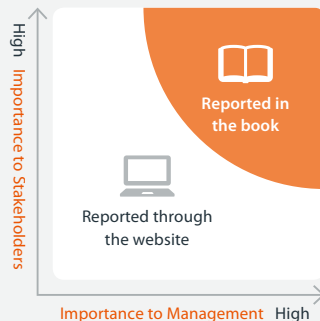 High
Importance to Stakeholders
Reported in
the book
Reported through
the website
Importance to Management High